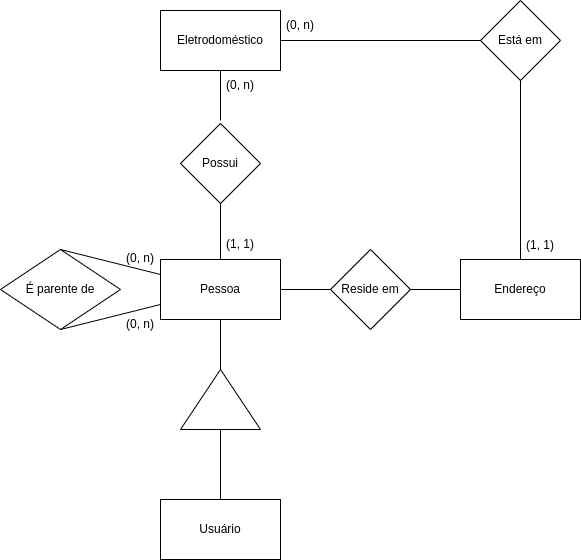 Eletrodoméstico
(0, n)
Está em
(0, n)
Possui
(1, 1)
(1, 1)
(0, n)
É parente de
Pessoa
Reside em
Endereço
(0, n)
Usuário